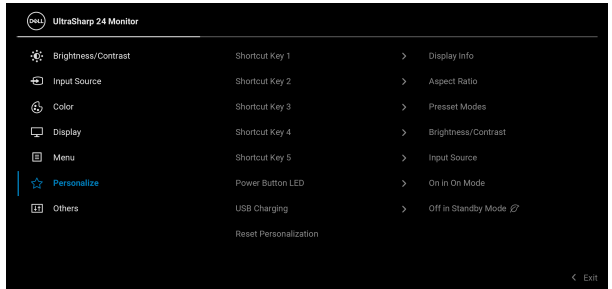 DELL UltraSharp 24 Monitor
Brightness/Contrast Shortcut Key 1 > Display Info
Input Source Shortcut Key 2 > Aspect Ratio
Color Shortcut Key 3 > Presset Modes
Display Shortcut Key 4 > Brightness/Contrast
Menu Shortcut Key 5 > Input Source
Personalize Power Button LED > On in On Mode
Others USB Charging > Off in Standby Mode
Reset Personalization
< Exit